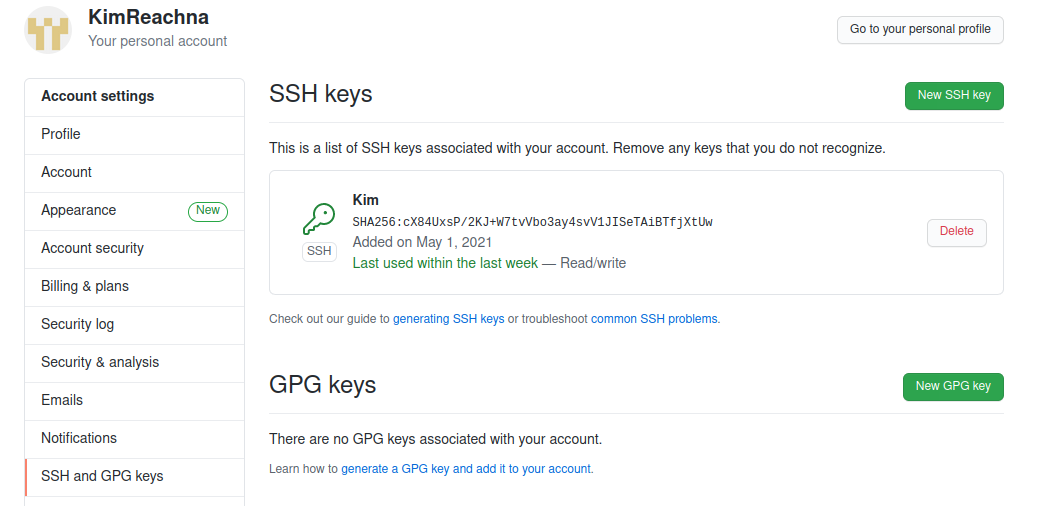 KimReachna
Your personal account
Go to your personal profile
Account settings
Profile
Account
Appearance New
Account security
Billing & plans
Security log
Security & analysis
Emails
Notifications
SSH and GPG keys
SSH keys
New SSH key
This is a list of SSH keys associated with your account. Remove any keys that you do not recognize.
Kim
SHA256:cX84UxsP/2KJ+W7tvVbo3ay4svV1JISeTAiBTfjXtUw
Added on May 1, 2021
Last used within the last week — Read/write
SSH
Delete
Check out our guide to generating SSH keys or troubleshoot common SSH problems.
GPG keys
New GPG key
There are no GPG keys associated with your account.
Learn how to generate a GPG key and add it to your account.